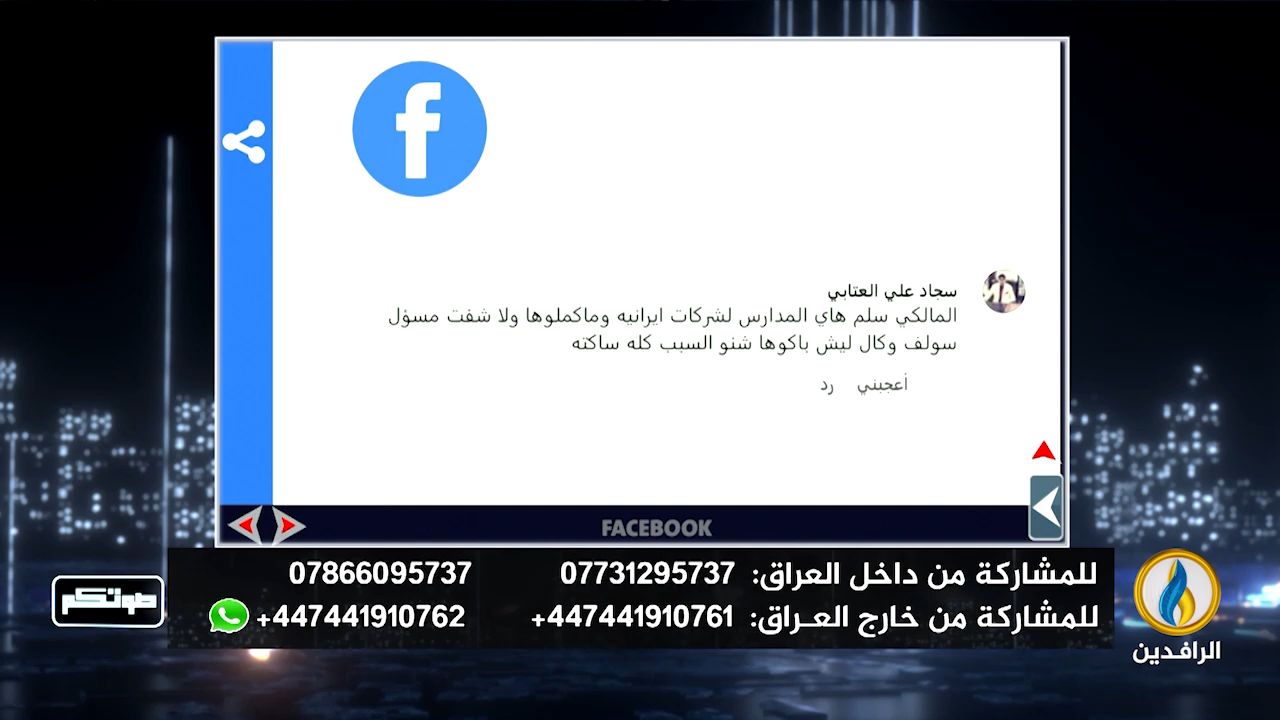 سجاد علي العتابي
المالكي سلم هاي المدارس لشركات ايرانيه وماكملوها ولا شفت مسؤل
سولف وكال ليش باكوها شنو السبب كله ساكته
أعجبني رد
FACEBOOK
للمشاركة من داخل العراق: 07731295737 07866095737
للمشاركة من خارج العـراق: 447441910761+ 447441910762+
صوتكم
الرافدين